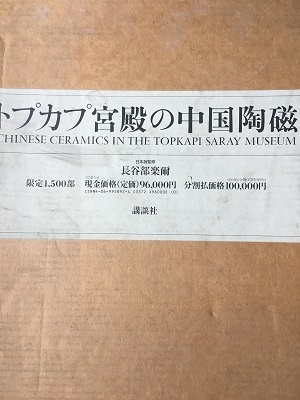 トプカプ宮殿の中国陶磁
CHINESE CERAMICS IN THE TOPKAPI SARAY MUSEUM
日本版監修
長谷部楽爾
限定1,500部 現金価格(定価)96,000円 分割払価格100,000円
講談社